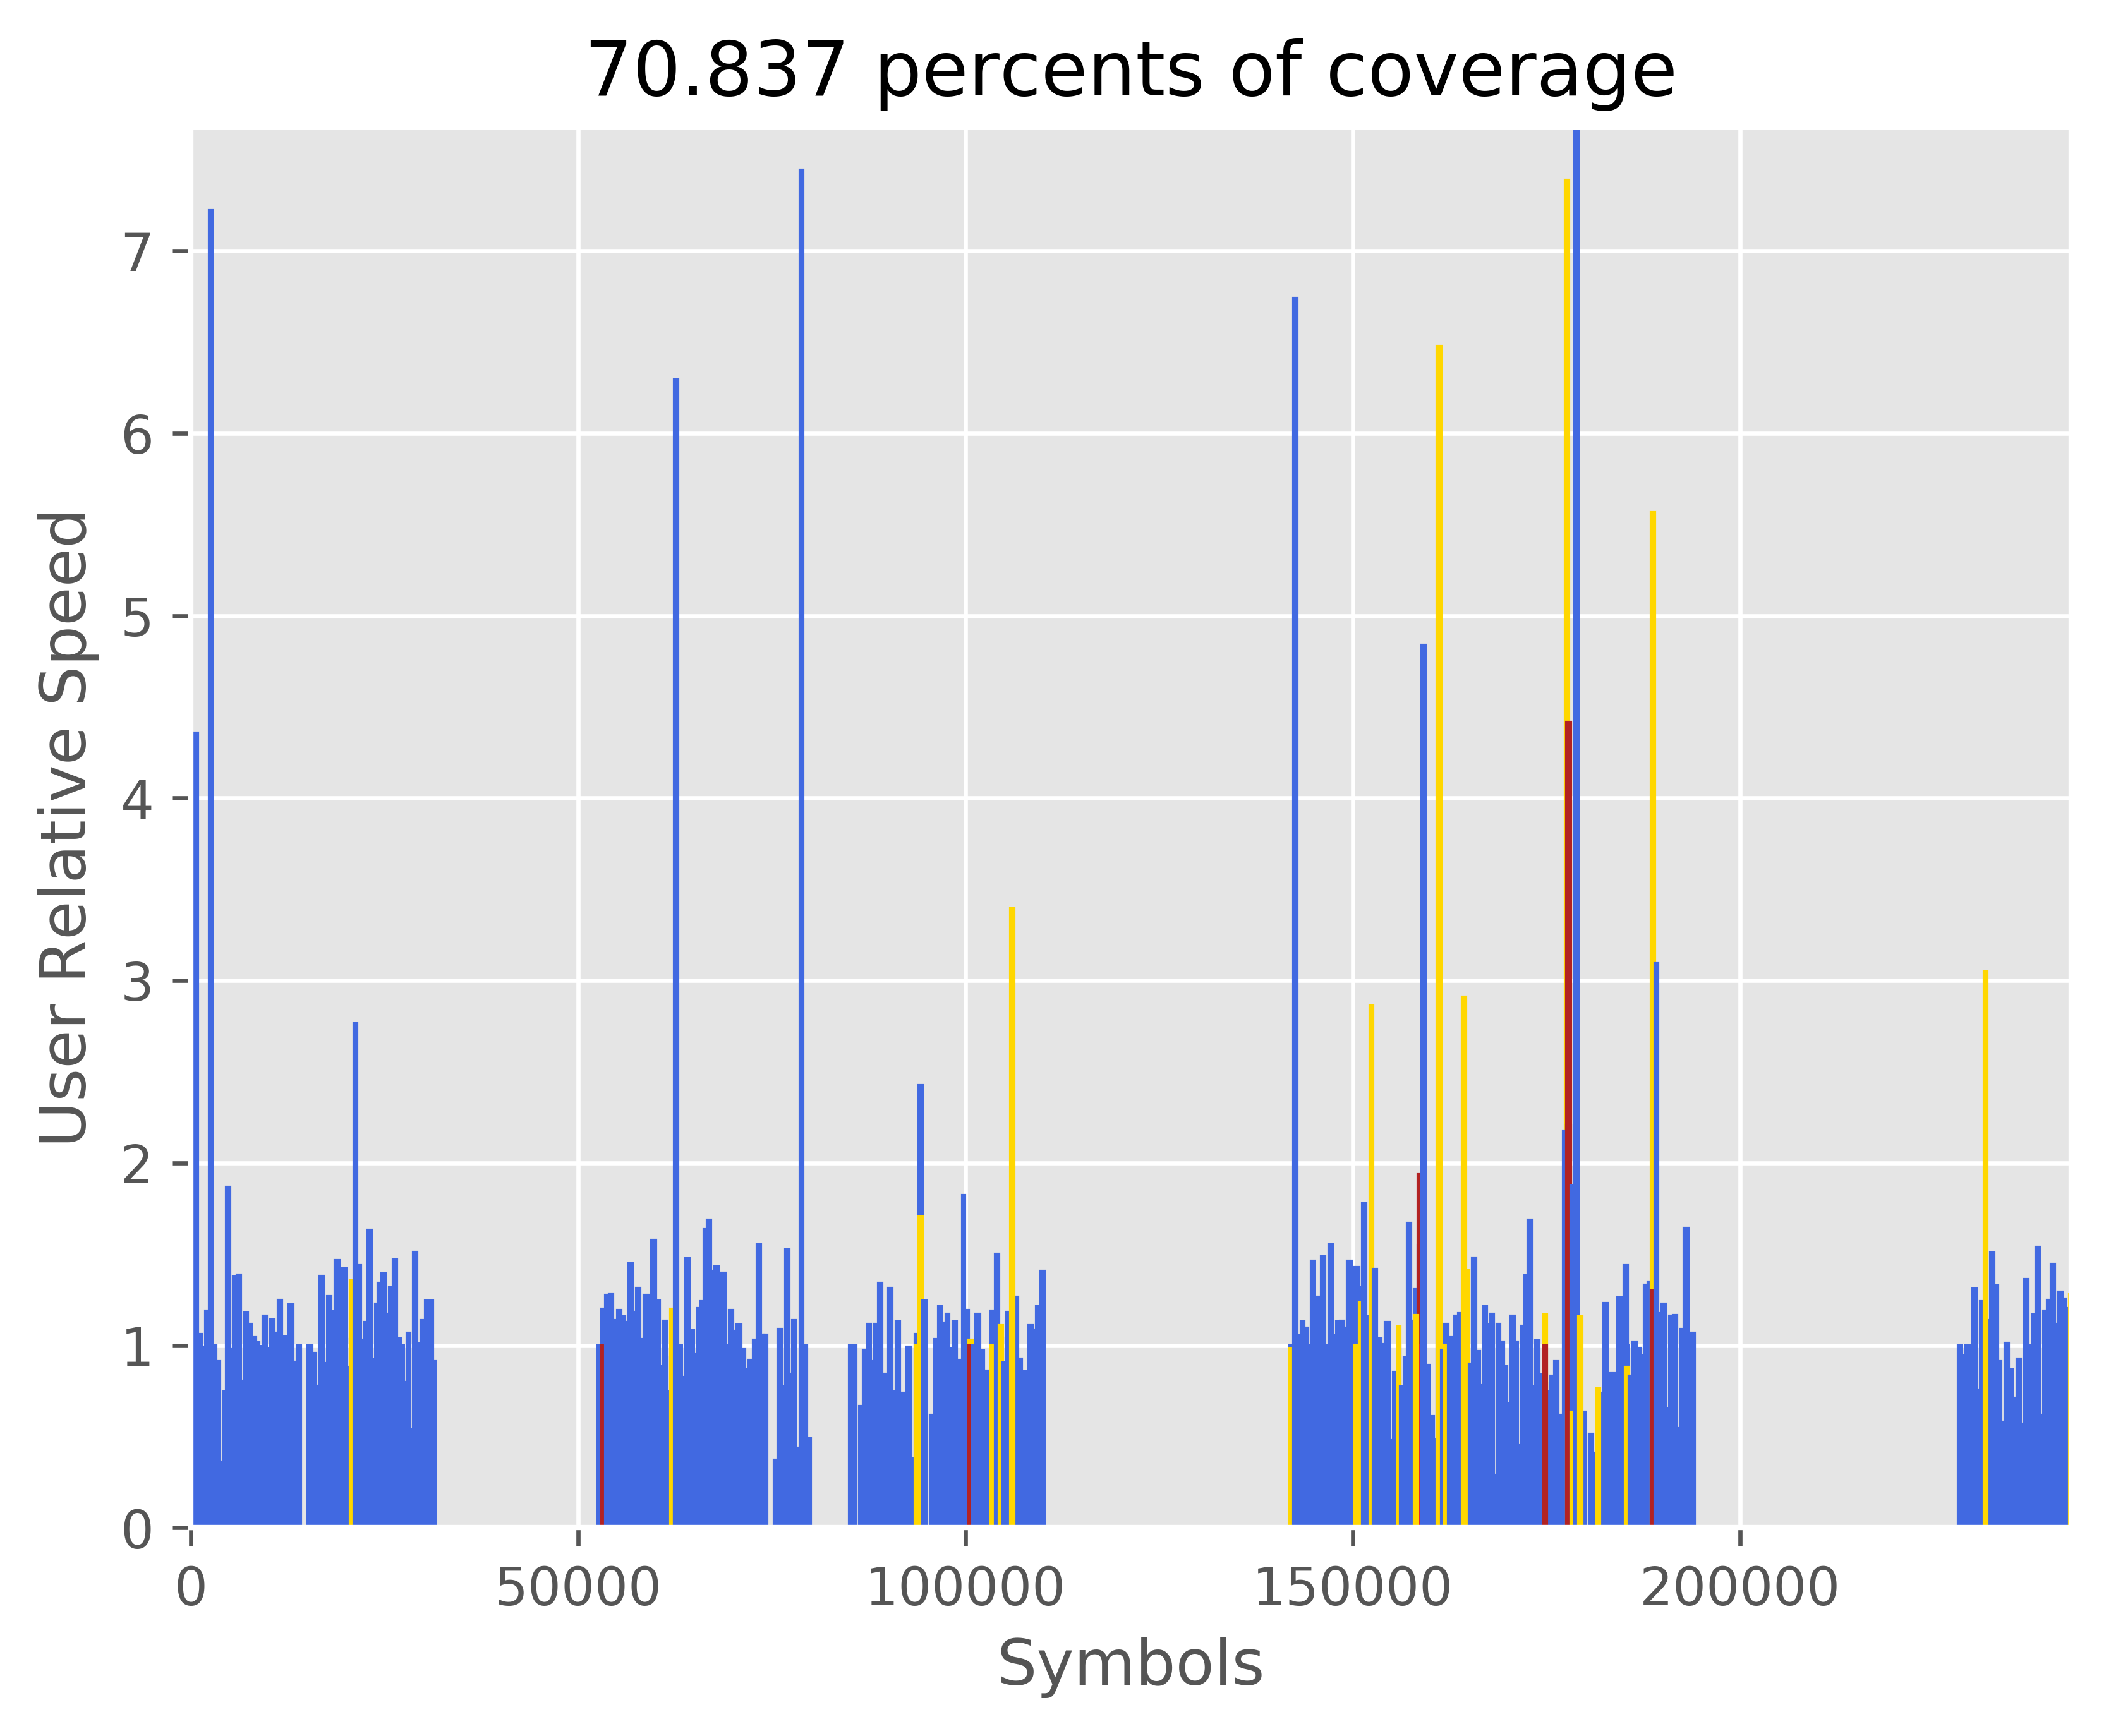 70.837 percents of coverage
User Relative Speed
7
6
5
4
3
2
1
0
0 50000 100000 150000 200000
Symbols